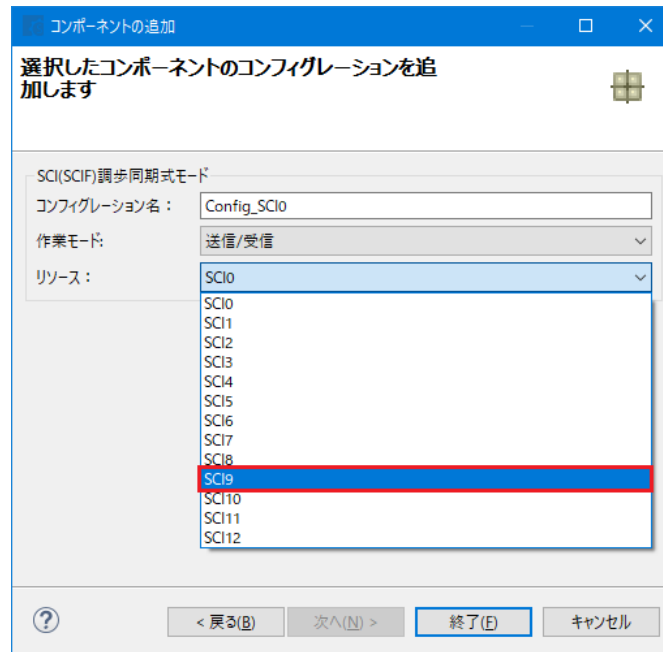 コンポーネントの追加
選択したコンポーネントのコンフィグレーションを追
加します
SCI(SCIF)調歩同期式モード
コンフィグレーション名： Config_SCI0
作業モード: 送信/受信
リソース： SCI0
SCI0
SCI1
SCI2
SCI3
SCI4
SCI5
SCI6
SCI7
SCI8
SCI9
SCI10
SCI11
SCI12
? < 戻る(B) 次へ(N) > 終了(F) キャンセル